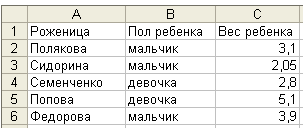 A B C
1 Роженица Пол ребенка Вес ребенка
2 Полякова мальчик 3,1
3 Сидорина мальчик 2,05
4 Семенченко девочка 2,8
5 Попова девочка 5,1
6 Федорова мальчик 3,9